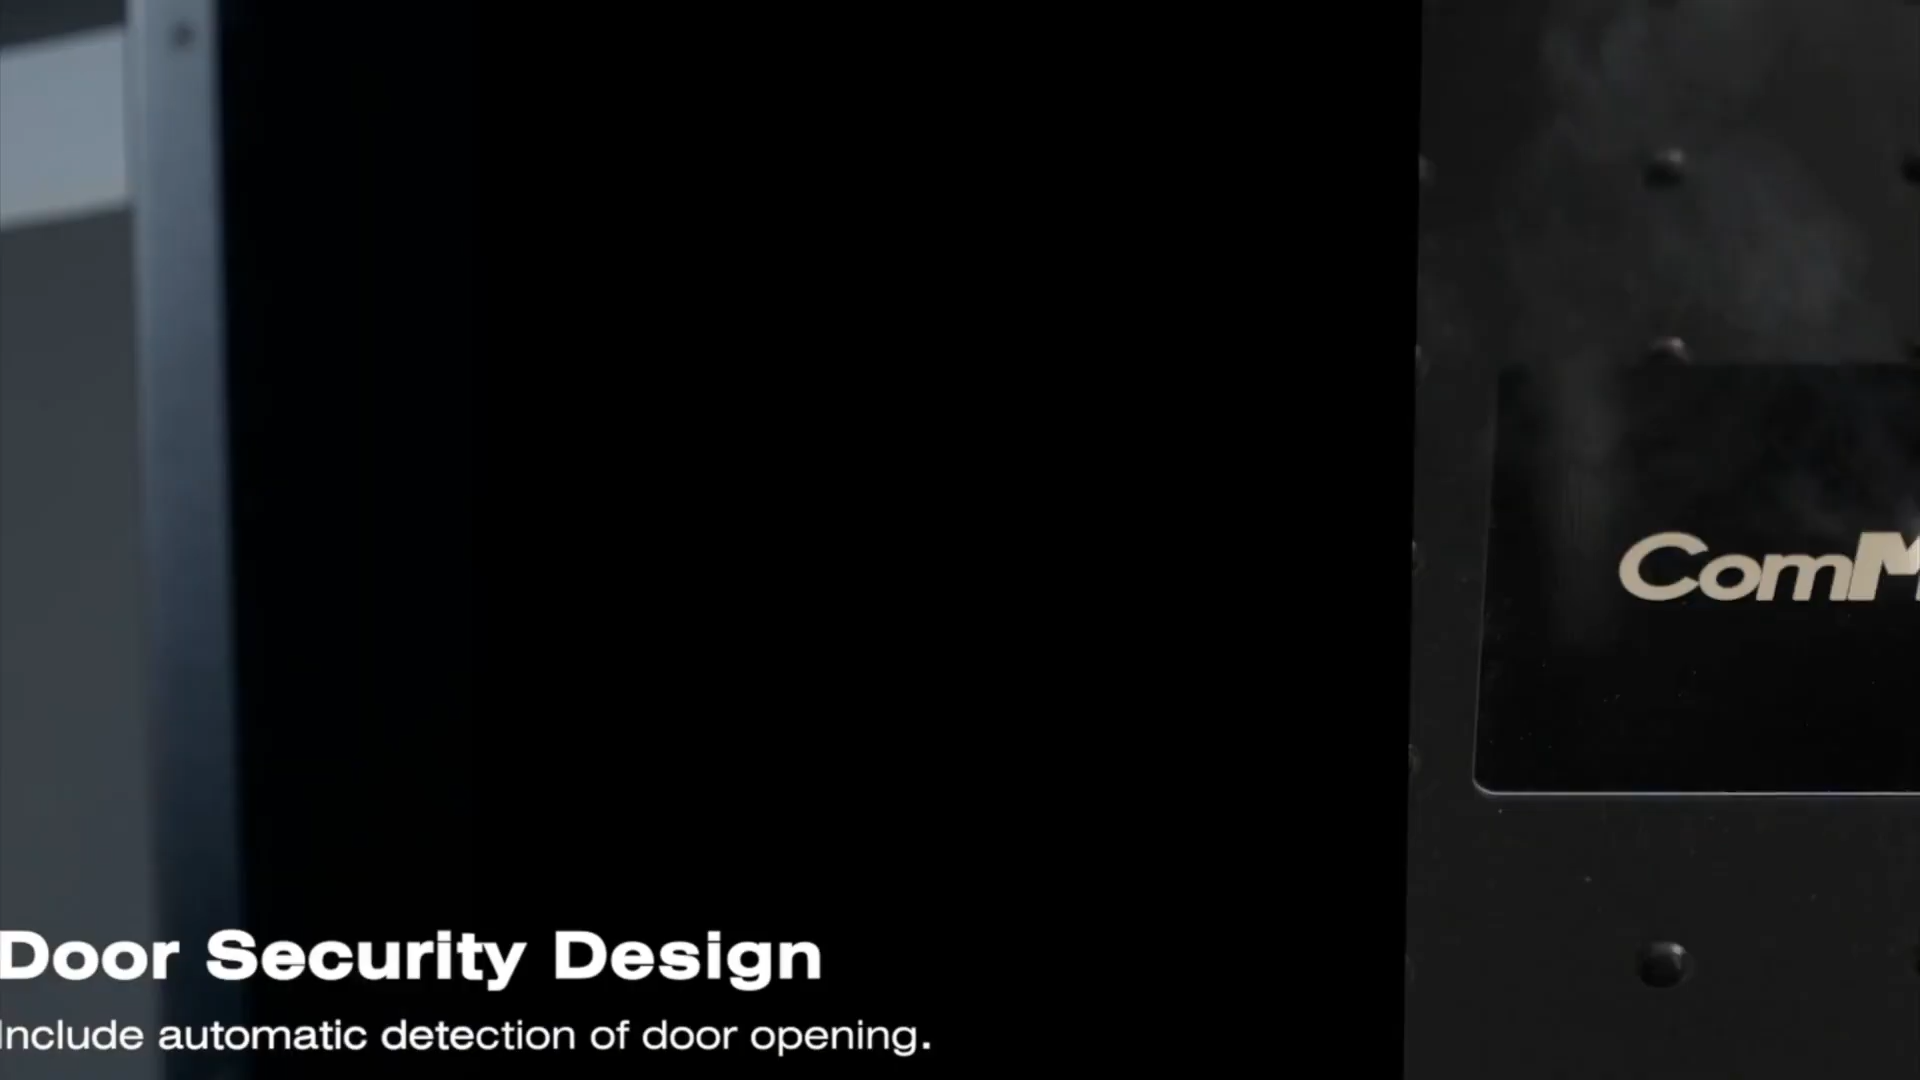 ComM
Door Security Design
Include automatic detection of door opening.